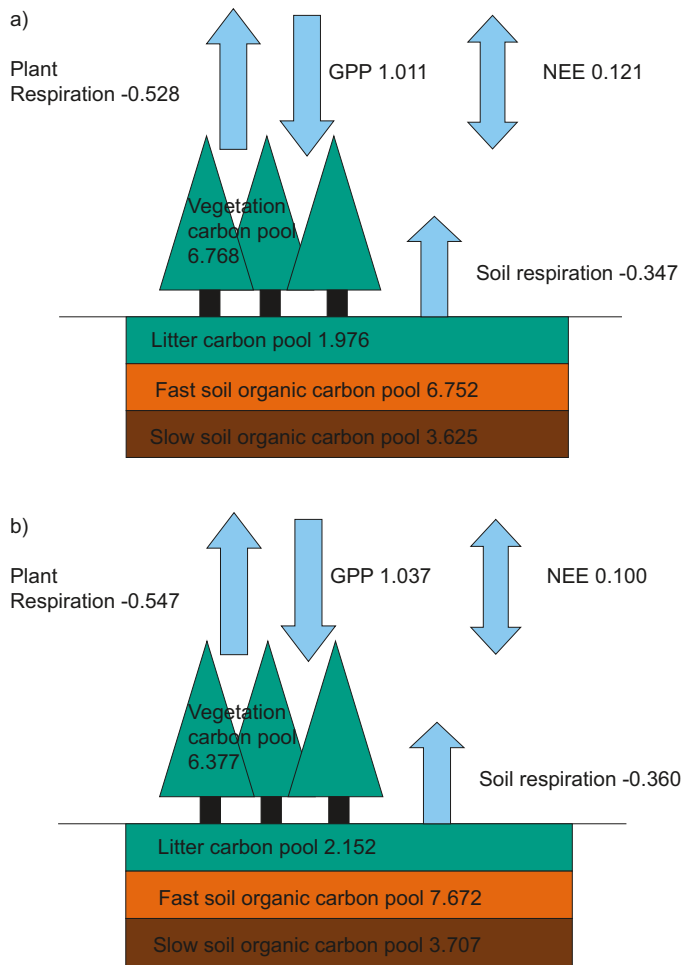 a)
Plant
Respiration -0.528
GPP 1.011
NEE 0.121
Vegetation
carbon pool
6.768
Soil respiration -0.347
Litter carbon pool 1.976
Fast soil organic carbon pool 6.752
Slow soil organic carbon pool 3.625
b)
Plant
Respiration -0.547
GPP 1.037
NEE 0.100
Vegetation
carbon pool
6.377
Soil respiration -0.360
Litter carbon pool 2.152
Fast soil organic carbon pool 7.672
Slow soil organic carbon pool 3.707